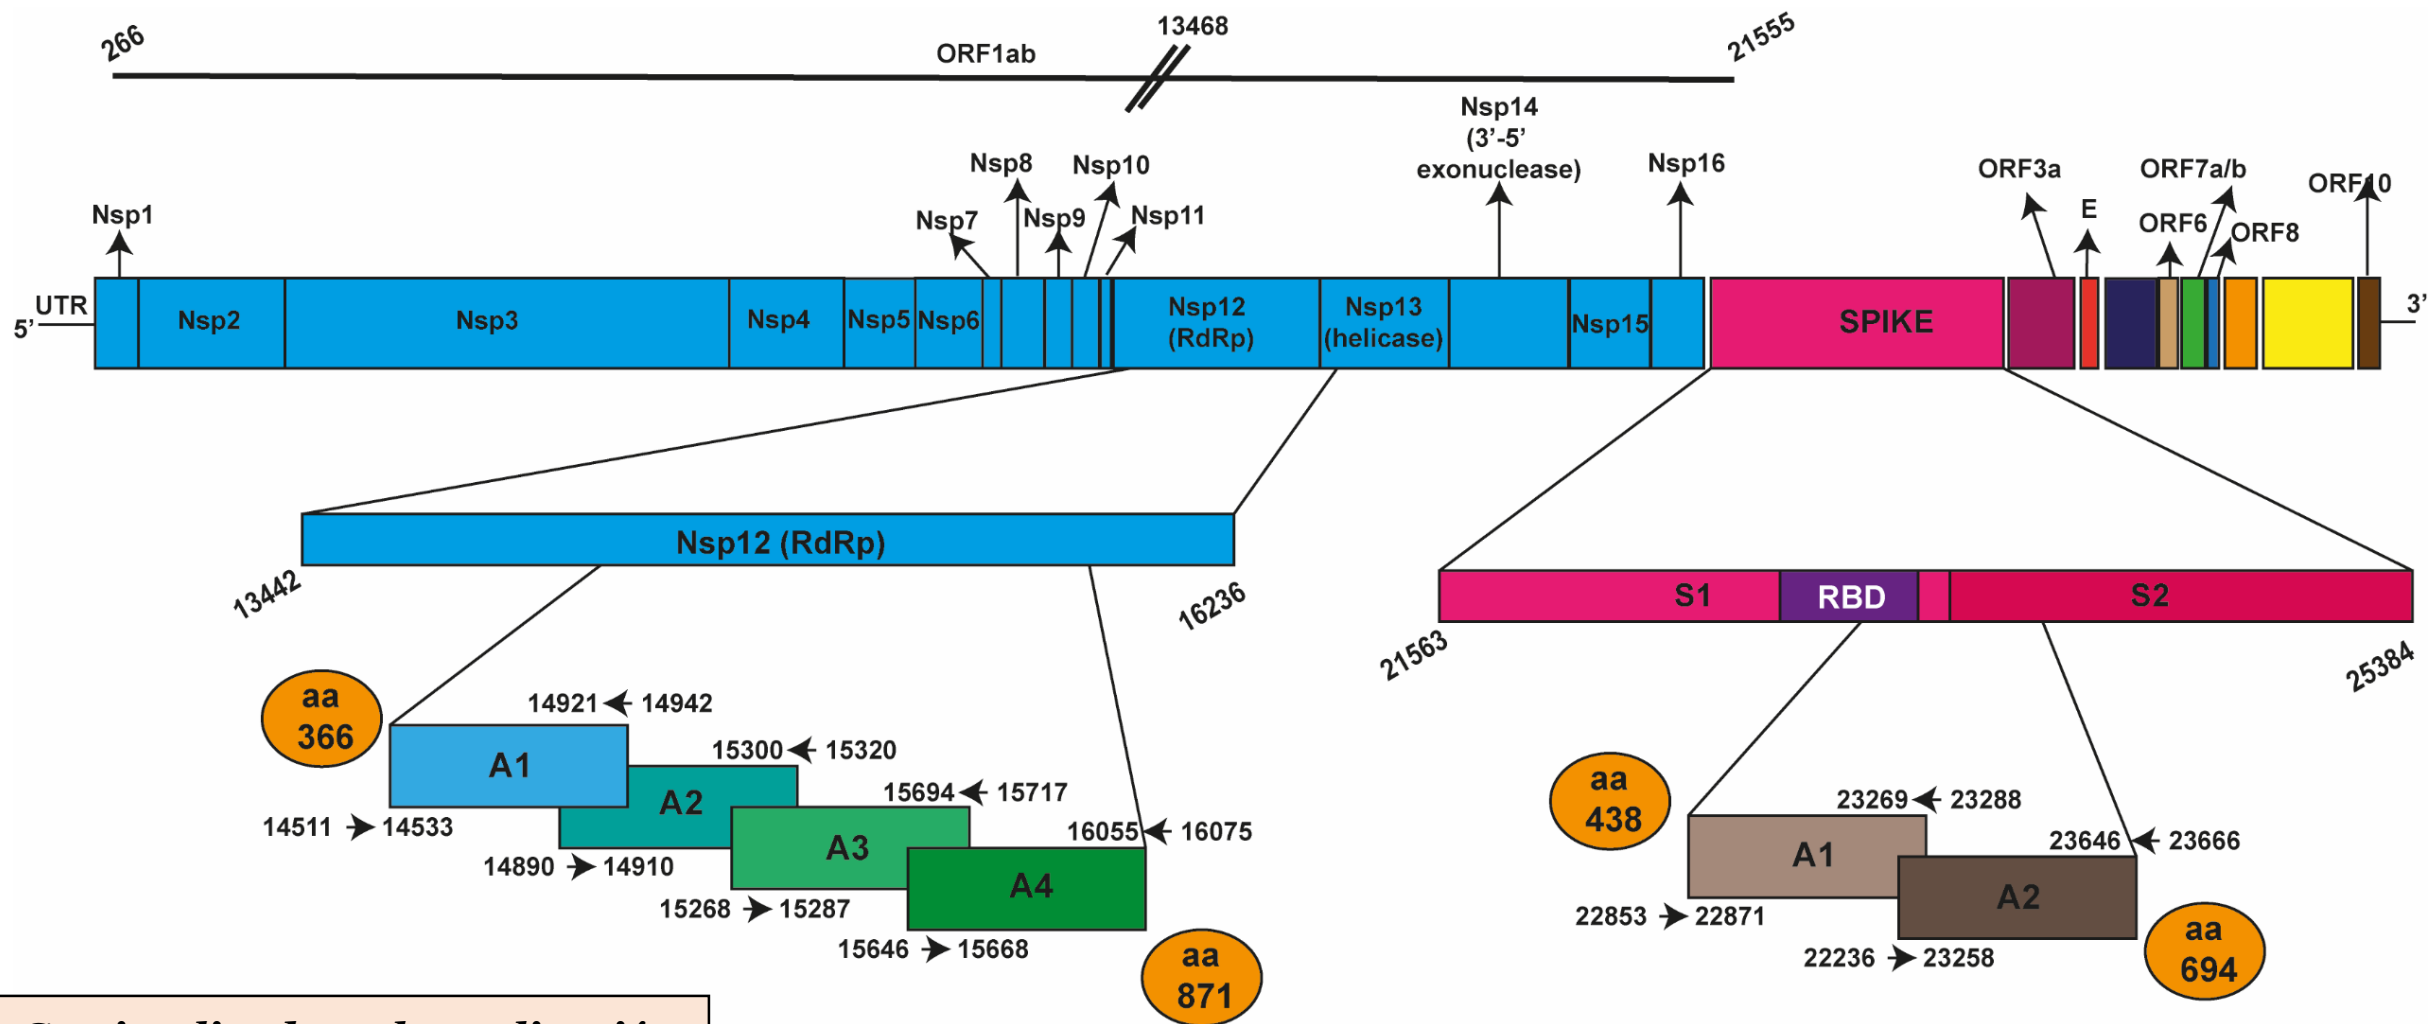 266
ORF1ab
13468
21555
Nsp14
(3’-5’
exonuclease)
Nsp8
Nsp10
Nsp16
ORF3a
ORF7a/b
ORF10
Nsp1
Nsp7
Nsp9
Nsp11
E
ORF6
ORF8
5’
UTR
Nsp2
Nsp3
Nsp4
Nsp5
Nsp6
Nsp12
(RdRp)
Nsp13
(helicase)
Nsp15
SPIKE
3’
Nsp12 (RdRp)
13442
16236
S1
RBD
S2
21563
25384
aa
366
14921
14942
A1
14511
14533
15300
15320
A2
14890
14910
15694
15717
A3
15268
15287
16055
16075
A4
15646
15668
aa
871
aa
438
23269
23288
A1
22853
22871
23646
23666
A2
22236
23258
aa
694